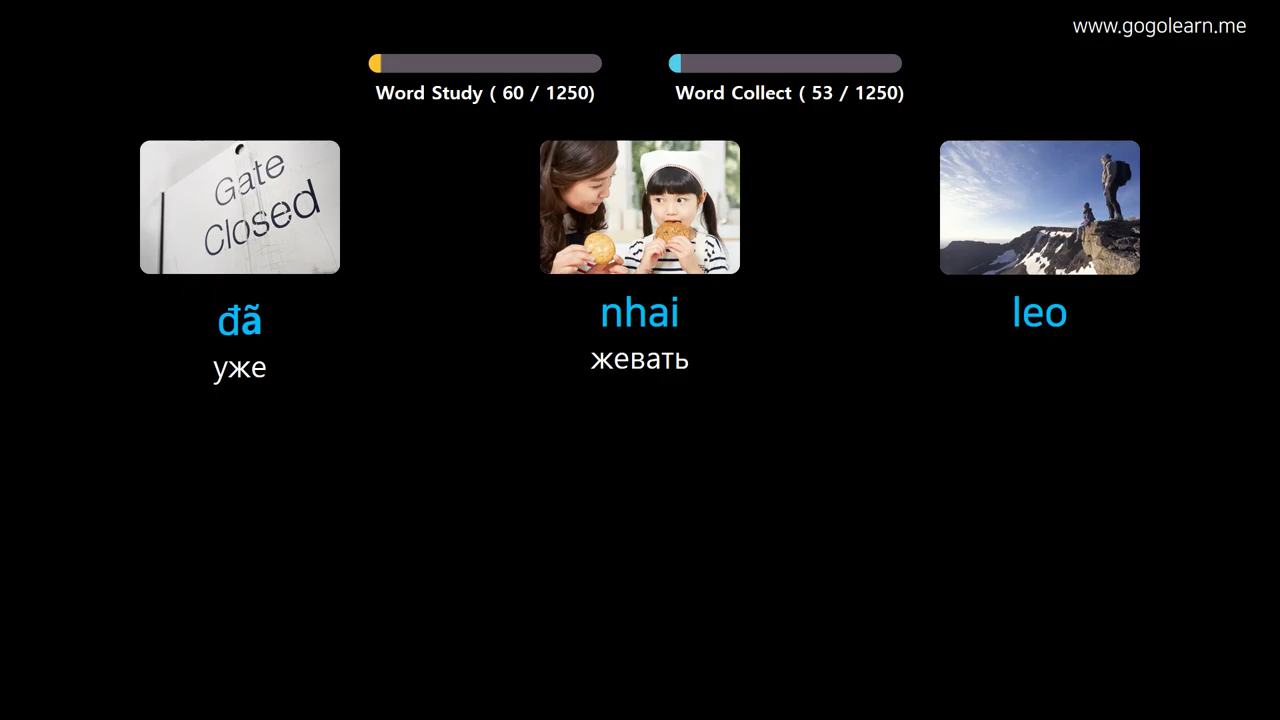 www.gogolearn.me
Word Study ( 60 / 1250)
Word Collect ( 53 / 1250)
Gate
Closed
đã
nhai
leo
уже
жевать